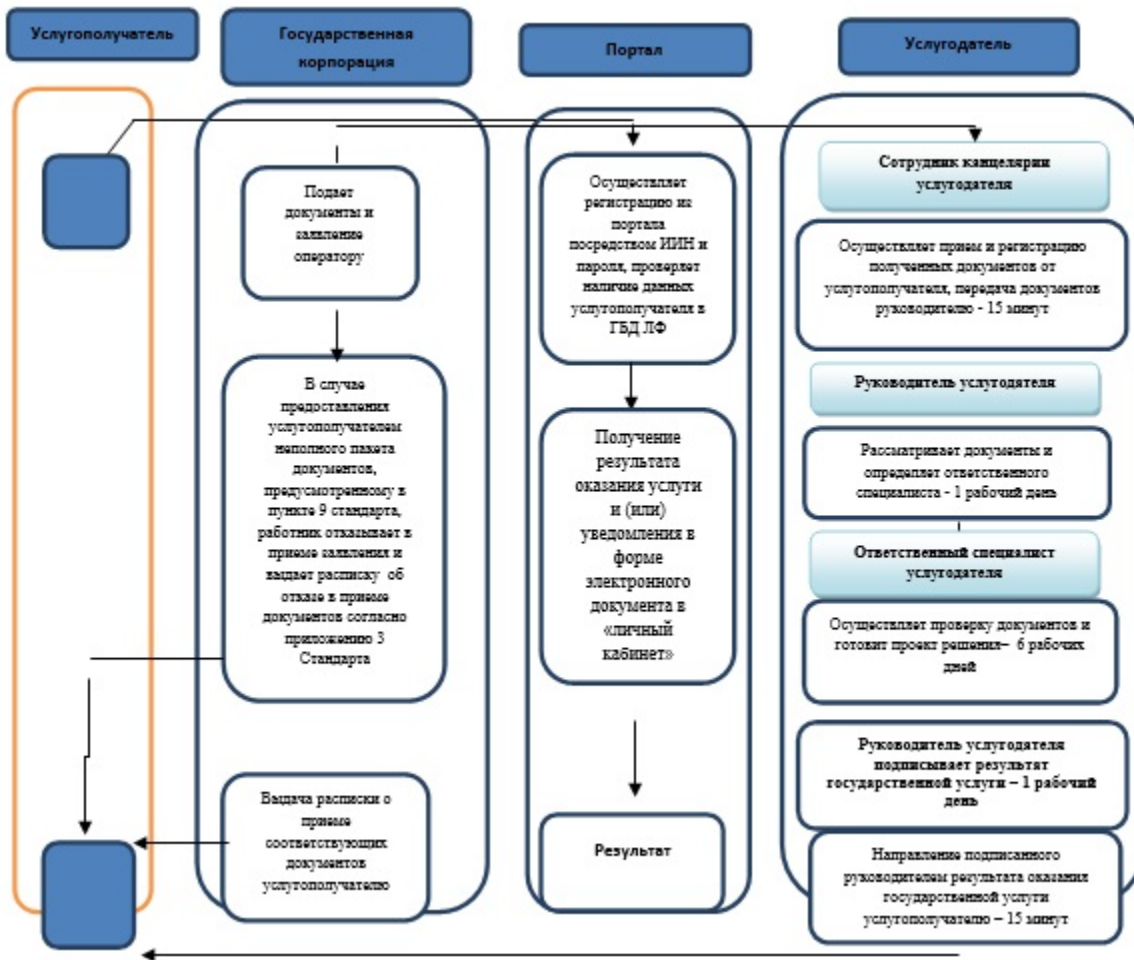 Услугополучатель
Государственная
корпорация
Портал
Услугодатель
Подает
документы и
заявление
оператору
В случае
предоставления
услугополучателем
неполного пакета
документов,
предусмотренному в
пункте 9 стандарта,
работник отказывает в
приеме заявления и
выдает расписку об
отказе в приеме
документов согласно
приложению 3
Стандарта
Выдача расписки о
приеме
соответствующих
документов
услугополучателю
Осуществляет
регистрацию из
портала
посредством ИИН и
пароля, проверяет
наличие данных
услугополучателя в
ГБД ЛФ
Получение
результата
оказания услуги
и (или)
уведомления в
форме
электронного
документа в
«личный
кабинет»
Результат
Сотрудник канцелярии
услугодателя
Осуществляет прием и регистрацию
полученных документов от
услугополучателя, передача документов
руководителю - 15 минут
Руководитель услугодателя
Рассматривает документы и
определяет ответственного
специалиста - 1 рабочий день
Ответственный специалист
услугодателя
Осуществляет проверку документов и
готовит проект решения– 6 рабочих
дней
Руководитель услугодателя
подписывает результат
государственной услуги – 1 рабочий
день
Направление подписанного
руководителем результата оказания
государственной услуги
услугополучателю – 15 минут